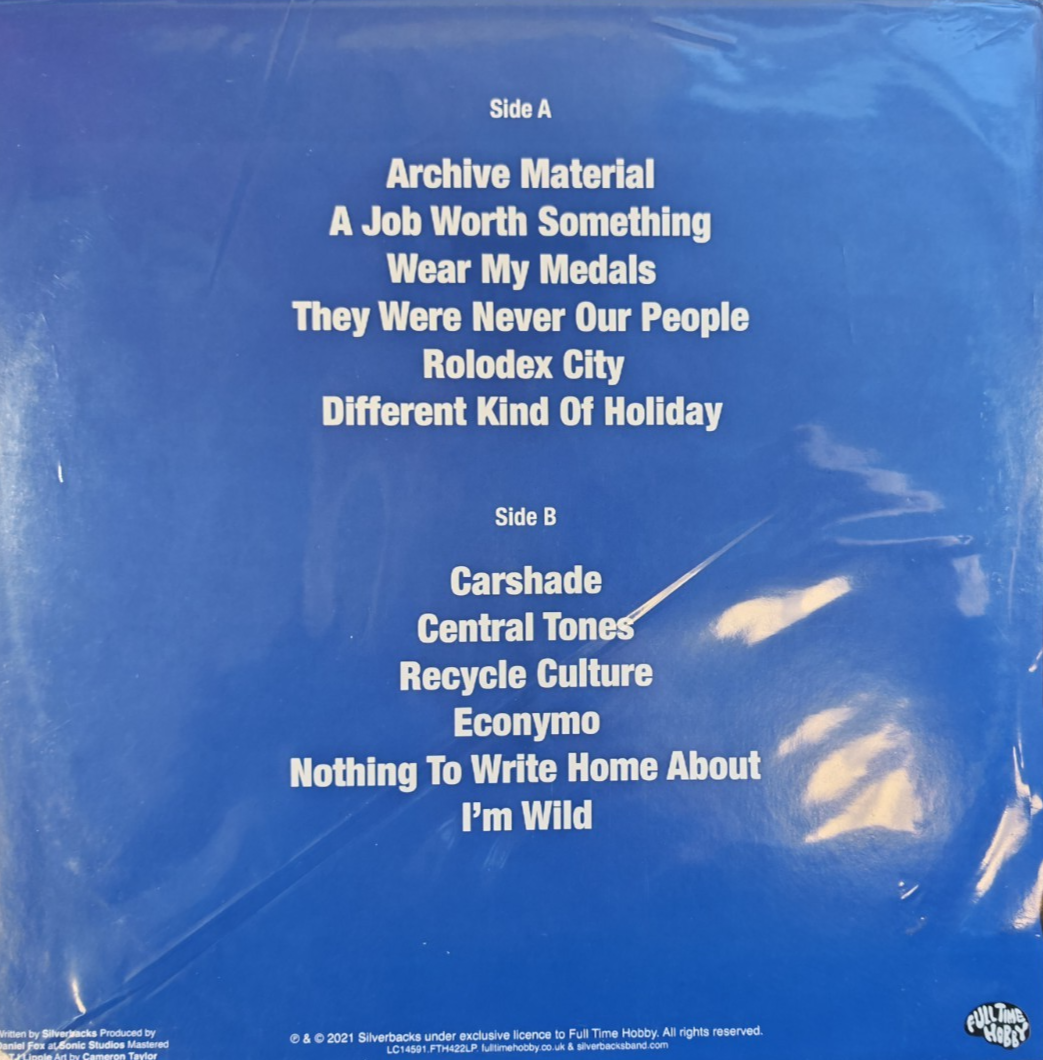 Side A
Archive Material
A Job Worth Something
Wear My Medals
They Were Never Our People
Rolodex City
Different Kind Of Holiday
Side B
Carshade
Central Tones
Recycle Culture
Econymo
Nothing To Write Home About
I'm Wild
Written by Silverbacks Produced by
Daniel Fox at Sonic Studios Mastered
Art by Cameron Taylor
℗ & © 2021 Silverbacks under exclusive licence to Full Time Hobby. All rights reserved.
LC14591. FTH422LP. fulltimehobby.co.uk & silverbacksband.com
FULL TIME
HOBBY